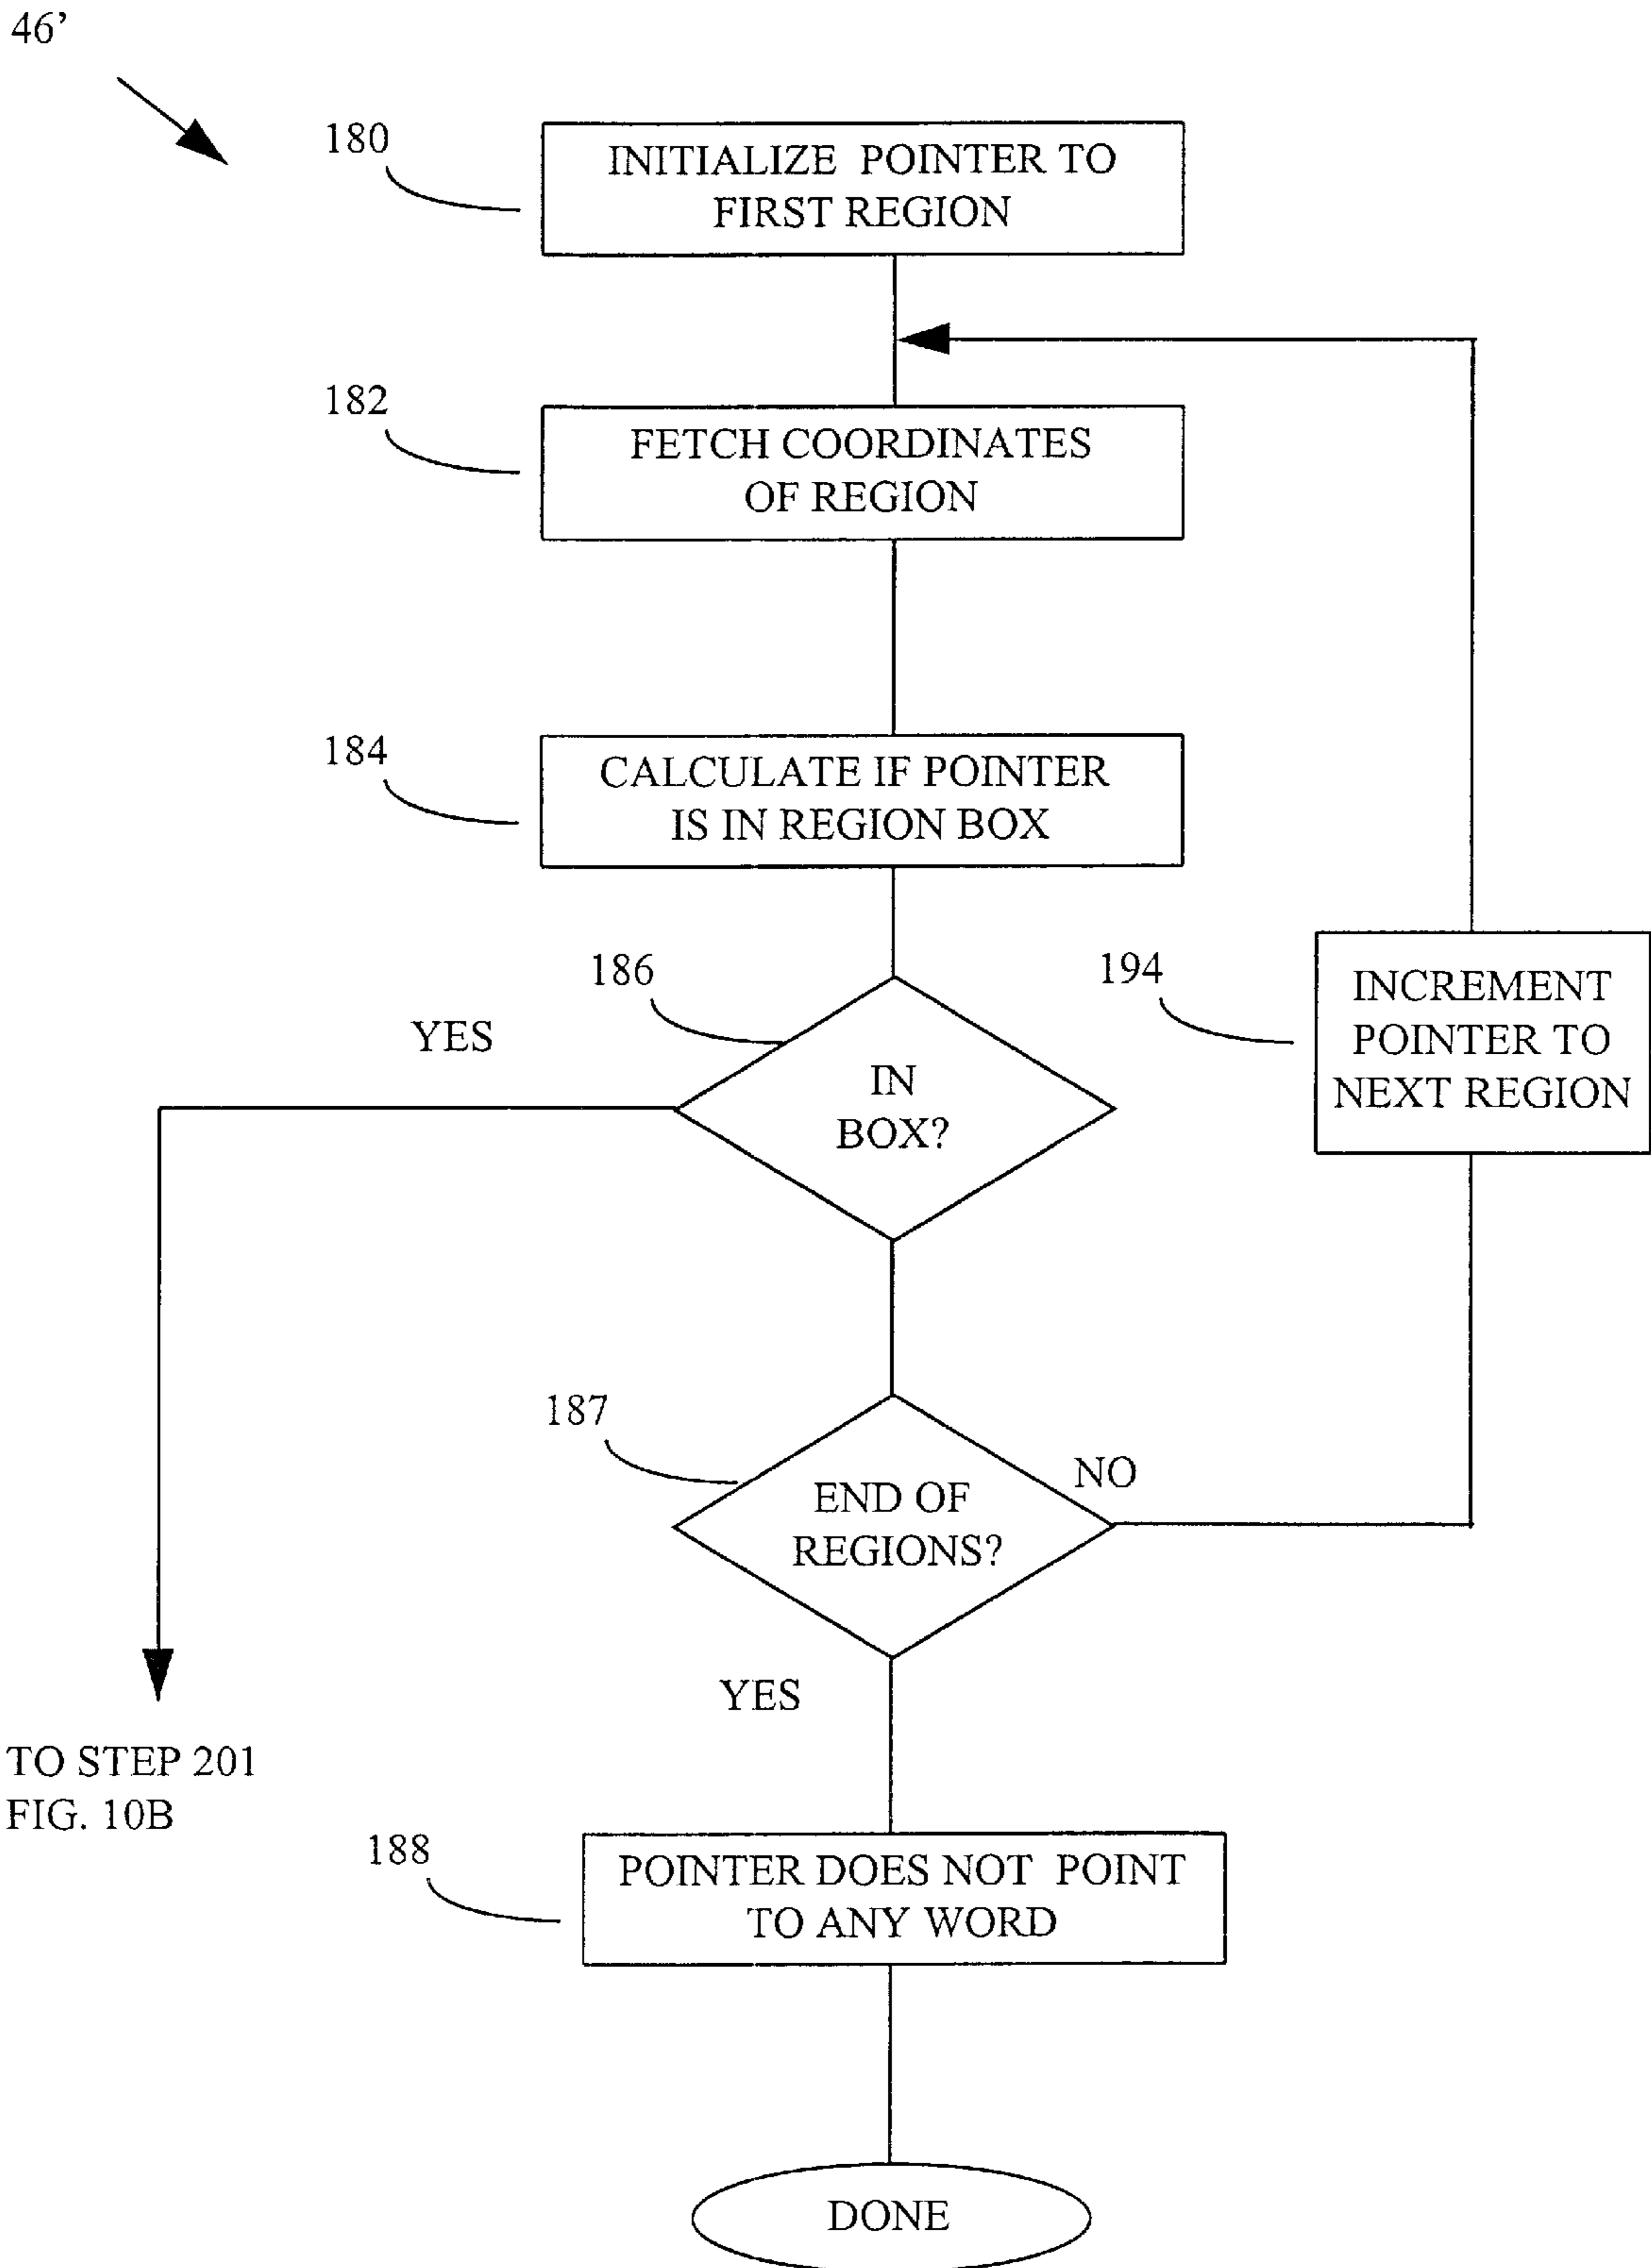 46’
180
INITIALIZE POINTER TO
FIRST REGION
182
FETCH COORDINATES
OF REGION
184
CALCULATE IF POINTER
IS IN REGION BOX
186
194
INCREMENT
POINTER TO
NEXT REGION
YES
IN
BOX?
187
NO
END OF
REGIONS?
YES
TO STEP 201
FIG. 10B
188
POINTER DOES NOT POINT
TO ANY WORD
DONE